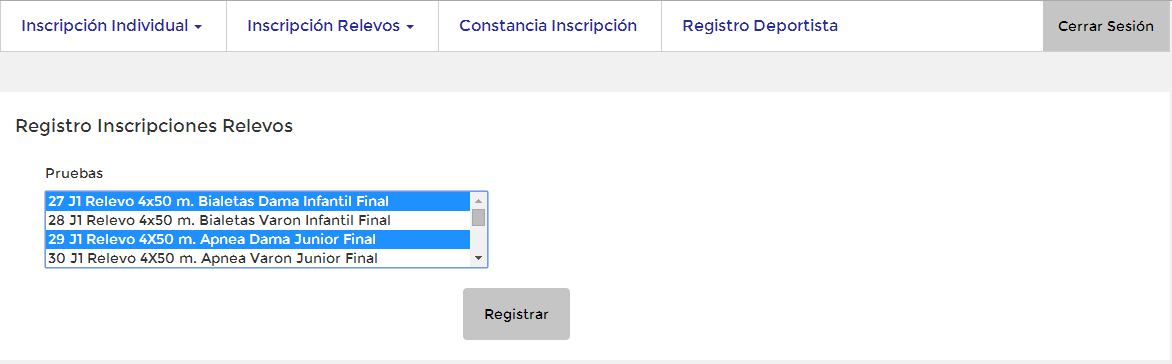 Inscripción Individual
Inscripción Relevos
Constancia Inscripción
Registro Deportista
Cerrar Sesión
Registro Inscripciones Relevos
Pruebas
27 J1 Relevo 4x50 m. Bialetas Dama Infantil Final
28 J1 Relevo 4x50 m. Bialetas Varon Infantil Final
29 J1 Relevo 4X50 m. Apnea Dama Junior Final
30 J1 Relevo 4X50 m. Apnea Varon Junior Final
Registrar